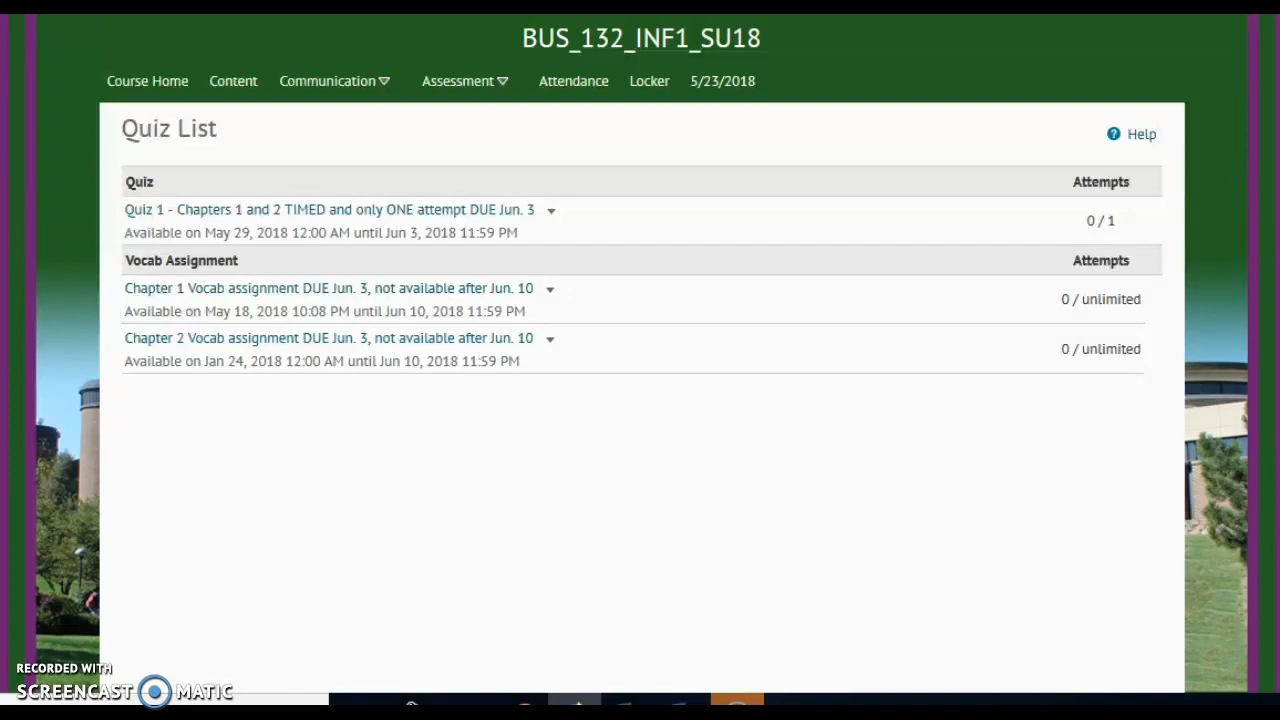 BUS_132_INF1_SU18
Course Home Content Communication Assessment Attendance Locker 5/23/2018
Quiz List
Help
Quiz Attempts
Quiz 1 - Chapters 1 and 2 TIMED and only ONE attempt DUE Jun. 3
Available on May 29, 2018 12:00 AM until Jun 3, 2018 11:59 PM
0 / 1
Vocab Assignment Attempts
Chapter 1 Vocab assignment DUE Jun. 3, not available after Jun. 10
Available on May 18, 2018 10:08 PM until Jun 10, 2018 11:59 PM
0 / unlimited
Chapter 2 Vocab assignment DUE Jun. 3, not available after Jun. 10
Available on Jan 24, 2018 12:00 AM until Jun 10, 2018 11:59 PM
0 / unlimited
RECORDED WITH
SCREENCAST MATIC